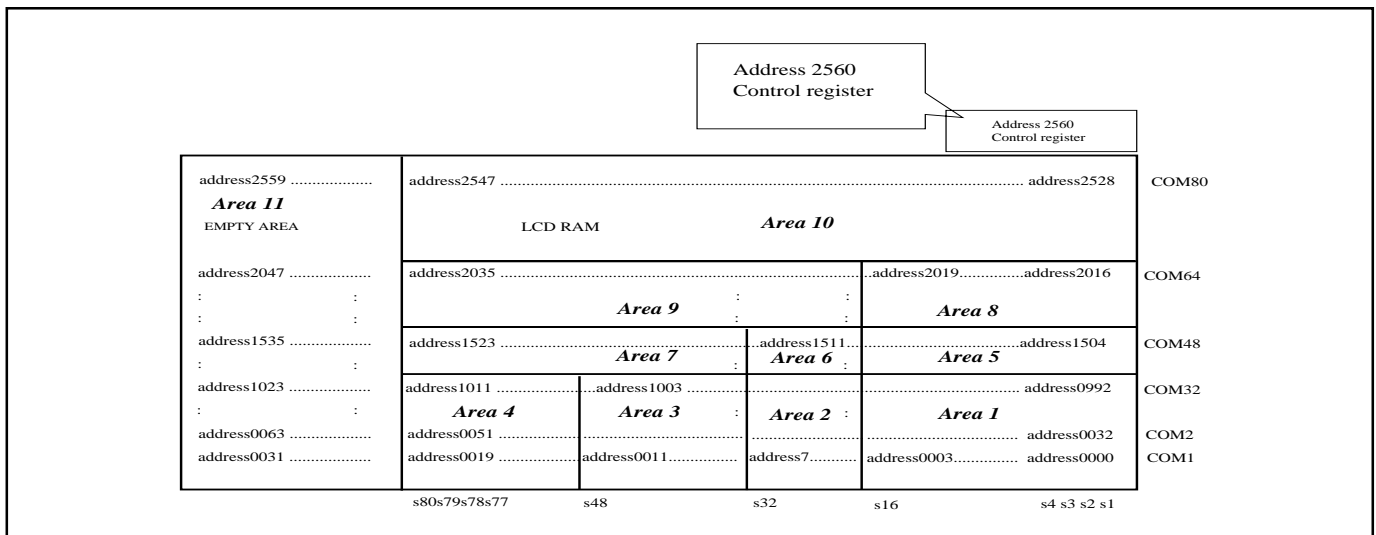 Address 2560
Control register
Address 2560
Control register
address2559 .................. address2547 ........................................................................................................................ address2528 COM80
Area 11
EMPTY AREA LCD RAM Area 10
address2047 .................. address2035 ....................................................................................address2019..............address2016 COM64
: : : :
Area 9 Area 8
: : : :
address1535 ................... address1523 ..........................................................address1511.......................................address1504 COM48
Area 7 Area 6 Area 5
: : : :
address1023 .................. address1011 ......................address1003 ........................................................................... address0992 COM32
: : Area 4 Area 3 : Area 2 : Area 1
address0063 .................. address0051 ........................................................................................................................ address0032 COM2
address0031 .................. address0019 ..................address0011............... address7.......... address0003............... address0000 COM1
s80s79s78s77 s48 s32 s16 s4 s3 s2 s1